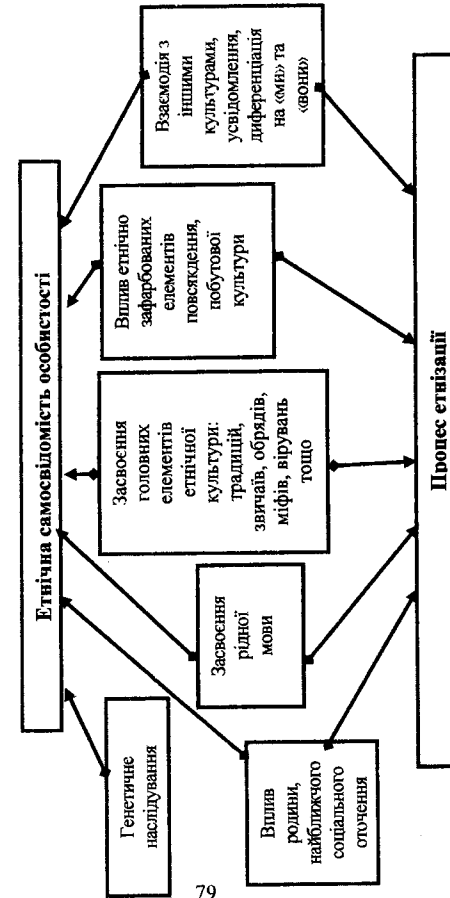 Етнічна самосвідомість особистості
Генетичне
наслідування
Вплив
родини,
найближчого
соціального
оточення
Засвоєння
рідної
мови
Засвоєння
головних
елементів
етнічної
культури:
традицій,
звичаїв, обрядів,
міфів, вірувань
тощо
Вплив етнічно
зафарбованих
елементів
повсякдення,
побутової
культури
Взаємодія з
іншими
культурами,
усвідомлення,
диференціація
на «ми» та
«вони»
Процес етнізації
79